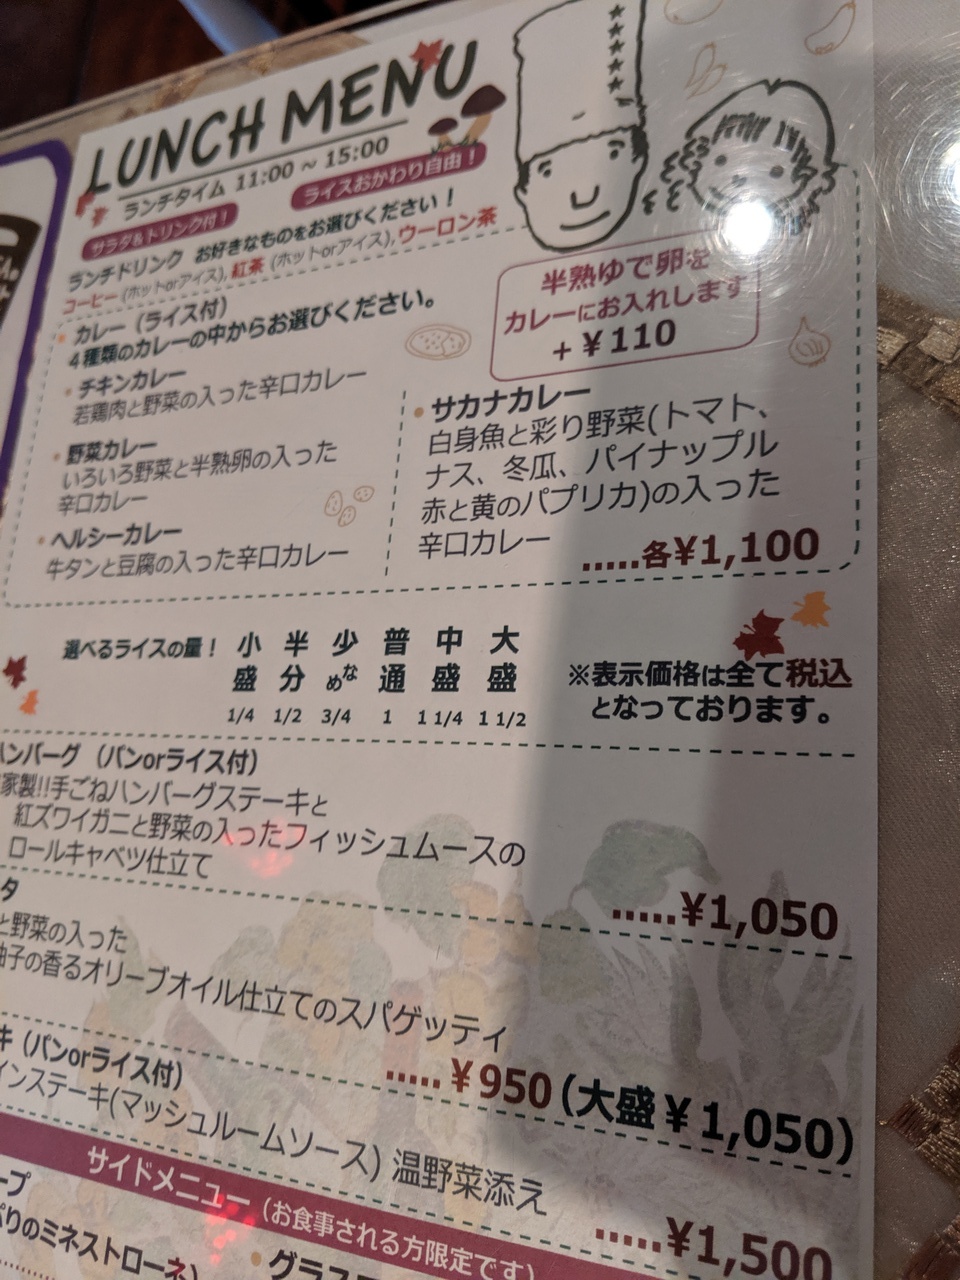 LUNCH MENU
ランチタイム 11:00 ~ 15:00
サラダ&ドリンク付!
ライスおかわり自由!
ランチドリンク お好きなものをお選びください!
コーヒー(ホットorアイス), 紅茶 (ホットorアイス), ウーロン茶
半熟ゆで卵を
カレーにお入れします
+¥110
カレー(ライス付)
4種類のカレーの中からお選びください。
・チキンカレー
若鶏肉と野菜の入った辛口カレー
・野菜カレー
いろいろ野菜と半熟卵の入った
辛口カレー
・ヘルシーカレー
牛タンと豆腐の入った辛口カレー
・サカナカレー
白身魚と彩り野菜(トマト、
ナス、冬瓜、パイナップル
赤と黄のパプリカ)の入った
辛口カレー
.....各¥1,100
選べるライスの量! 小盛 半分 少なめ 普通 中盛 大盛
1/4 1/2 3/4 1 1 1/4 1 1/2
※表示価格は全て税込
となっております。
ハンバーグ (パンorライス付)
家製!!手ごねハンバーグステーキと
紅ズワイガニと野菜の入ったフィッシュムースの
ロールキャベツ仕立て
.....¥1,050
タ
と野菜の入った
柚子の香るオリーブオイル仕立てのスパゲッティ
.....¥950(大盛¥1,050)
キ(パンorライス付)
インステーキ(マッシュルームソース) 温野菜添え
.....¥1,500
サイドメニュー(お食事される方限定です)
ープ
ぷりのミネストローネ)
・グラス